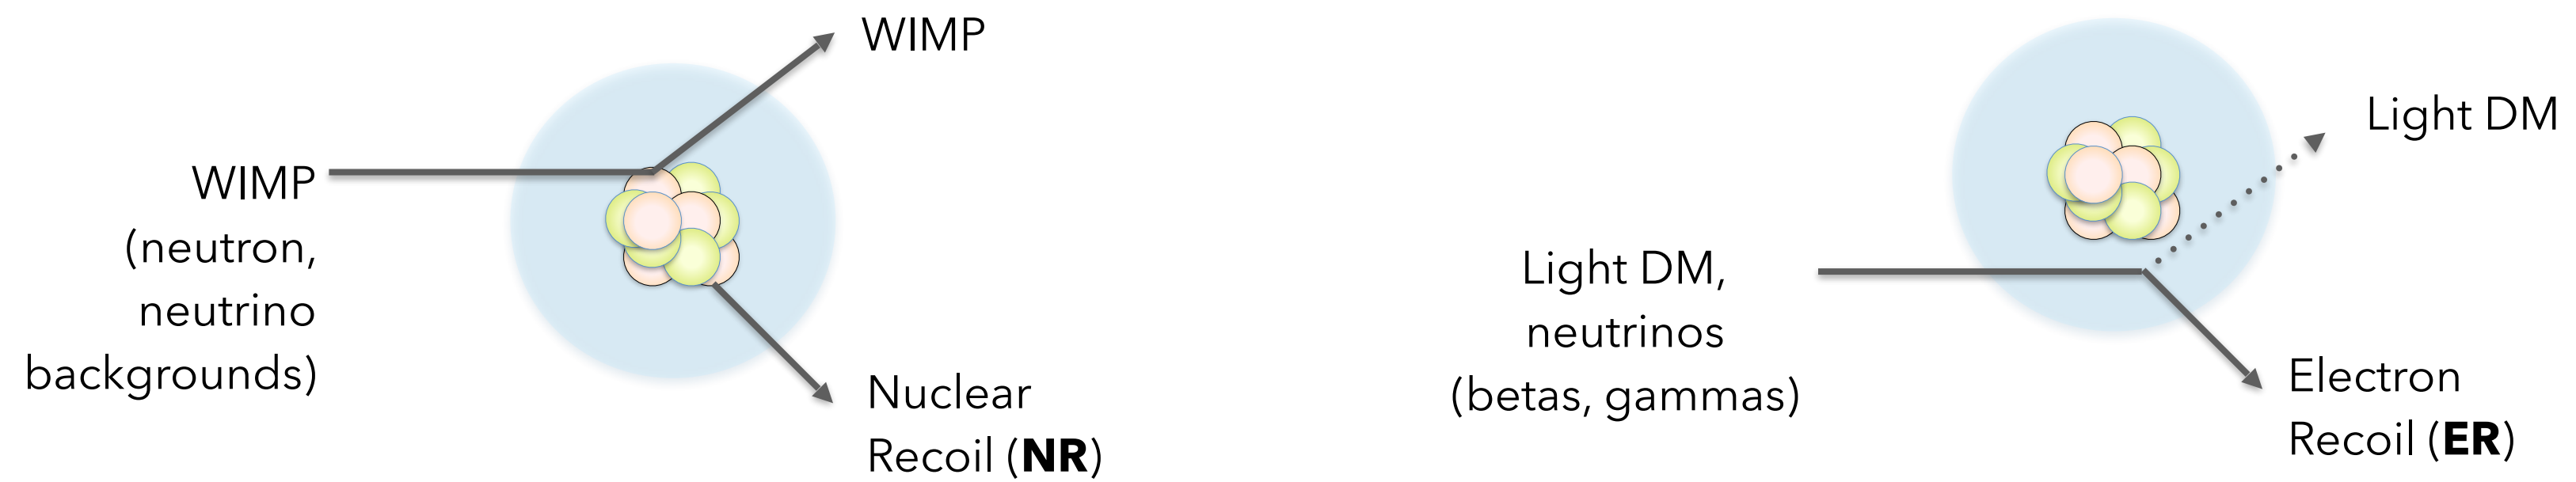 WIMP
WIMP
(neutron,
neutrino
backgrounds)
Nuclear
Recoil (NR)
Light DM
Light DM,
neutrinos
(betas, gammas)
Electron
Recoil (ER)